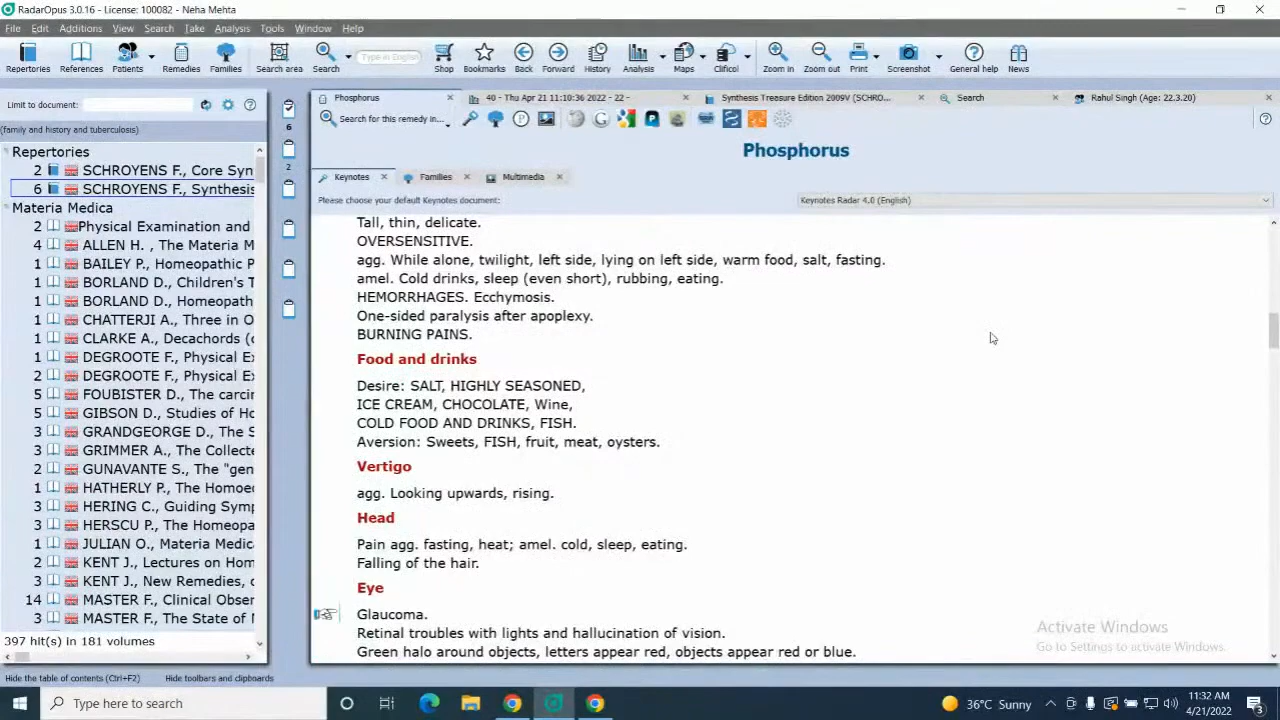 RadarOpus 3.0.16 - License: 100082 - Neha Mehta
File Edit Additions View Search Take Analysis Tools Window Help
Repertories References Patients Remedies Families Search area Search Type in English Shop Bookmarks Back Forward History Analysis Maps Clificol Zoom in Zoom out Print Screenshot General help News
Limit to document:
(family and history and tuberculosis)
Repertories
2 SCHROYENS F., Core Syn
6 SCHROYENS F., Synthesis
Materia Medica
2 Physical Examination and
4 ALLEN H. , The Materia M
1 BAILEY P., Homeopathic P
1 BORLAND D., Children's T
1 BORLAND D., Homeopath
1 CHATTERJI A., Three in O
1 CLARKE A., Decachords (
1 DEGROOTE F., Physical Ex
2 DEGROOTE F., Physical Ex
5 FOUBISTER D., The carcin
5 GIBSON D., Studies of Ho
3 GRANDGEORGE D., The S
3 GRIMMER A., The Collecte
2 GUNAVANTE S., The "gen
1 HATHERLY P., The Homoeo
3 HERING C., Guiding Symp
3 HERSCU P., The Homeopa
1 JULIAN O., Materia Medic
2 KENT J., Lectures on Hom
3 KENT J., New Remedies, c
14 MASTER F., Clinical Obser
3 MASTER F., The State of M
397 hit(s) in 181 volumes
6
2
Phosphorus
40 - Thu Apr 21 11:10:36 2022 - 22 -
Synthesis Treasure Edition 2009V (SCHRO...
Search
Rahul Singh (Age: 22.3.20)
Search for this remedy in...
Phosphorus
Keynotes Families Multimedia
Please choose your default Keynotes document:
Keynotes Radar 4.0 (English)
Tall, thin, delicate.
OVERSENSITIVE.
agg. While alone, twilight, left side, lying on left side, warm food, salt, fasting.
amel. Cold drinks, sleep (even short), rubbing, eating.
HEMORRHAGES. Ecchymosis.
One-sided paralysis after apoplexy.
BURNING PAINS.
Food and drinks
Desire: SALT, HIGHLY SEASONED,
ICE CREAM, CHOCOLATE, Wine,
COLD FOOD AND DRINKS, FISH.
Aversion: Sweets, FISH, fruit, meat, oysters.
Vertigo
agg. Looking upwards, rising.
Head
Pain agg. fasting, heat; amel. cold, sleep, eating.
Falling of the hair.
Eye
Glaucoma.
Retinal troubles with lights and hallucination of vision.
Green halo around objects, letters appear red, objects appear red or blue.
Activate Windows
Go to Settings to activate Windows.
Hide the table of contents (Ctrl+F2) Hide toolbars and clipboards
Type here to search
36°C Sunny
11:32 AM
4/21/2022
3